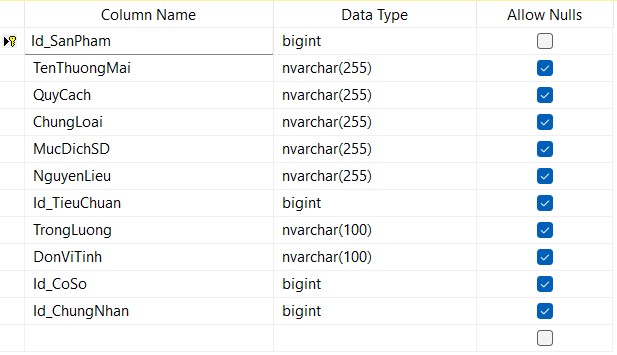 Column Name Data Type Allow Nulls
Id_SanPham bigint
TenThuongMai nvarchar(255)
QuyCach nvarchar(255)
ChungLoai nvarchar(255)
MucDichSD nvarchar(255)
NguyenLieu nvarchar(255)
Id_TieuChuan bigint
TrongLuong nvarchar(100)
DonViTinh nvarchar(100)
Id_CoSo bigint
Id_ChungNhan bigint